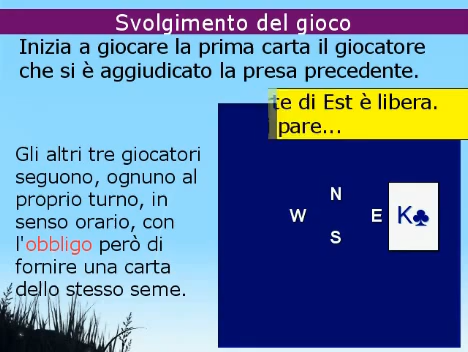 Svolgimento del gioco
Inizia a giocare la prima carta il giocatore
che si è aggiudicato la presa precedente.
te di Est è libera.
pare...
Gli altri tre giocatori
seguono, ognuno al
proprio turno, in
senso orario, con
l'obbligo però di
fornire una carta
dello stesso seme.
N
W E K♣
S